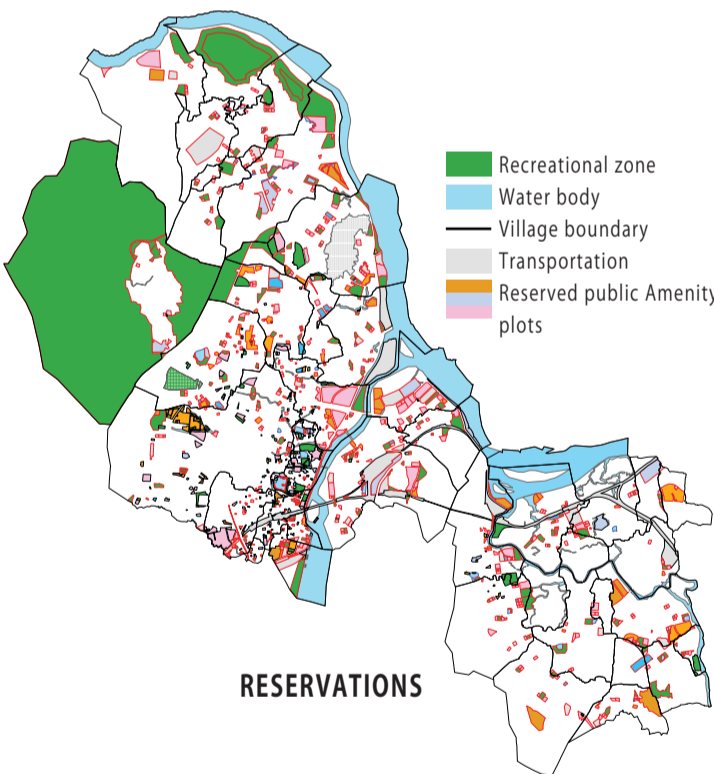 Recreational zone
Water body
Village boundary
Transportation
Reserved public Amenity
plots
RESERVATIONS